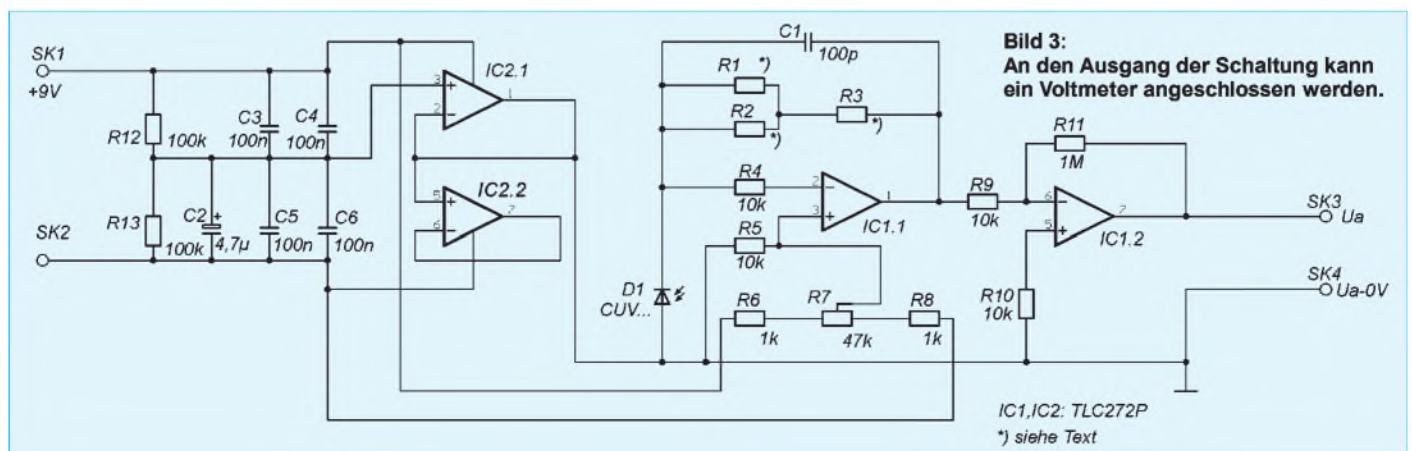 SK1
+9V
R12
100k
C3
100n
C4
100n
SK2
R13
100k
C2
+
4,7µ
C5
100n
C6
100n
3
+
2
−
1
IC2.1
5
+
6
−
7
IC2.2
C1
100p
R1
*)
R2
*)
R3
*)
R4
10k
R5
10k
2
−
3
+
1
IC1.1
D1
CUV...
R6
1k
R7
47k
R8
1k
R9
10k
R10
10k
R11
1M
6
−
5
+
7
IC1.2
SK3
Ua
SK4
Ua-0V
Bild 3:
An den Ausgang der Schaltung kann
ein Voltmeter angeschlossen werden.
IC1,IC2: TLC272P
*) siehe Text